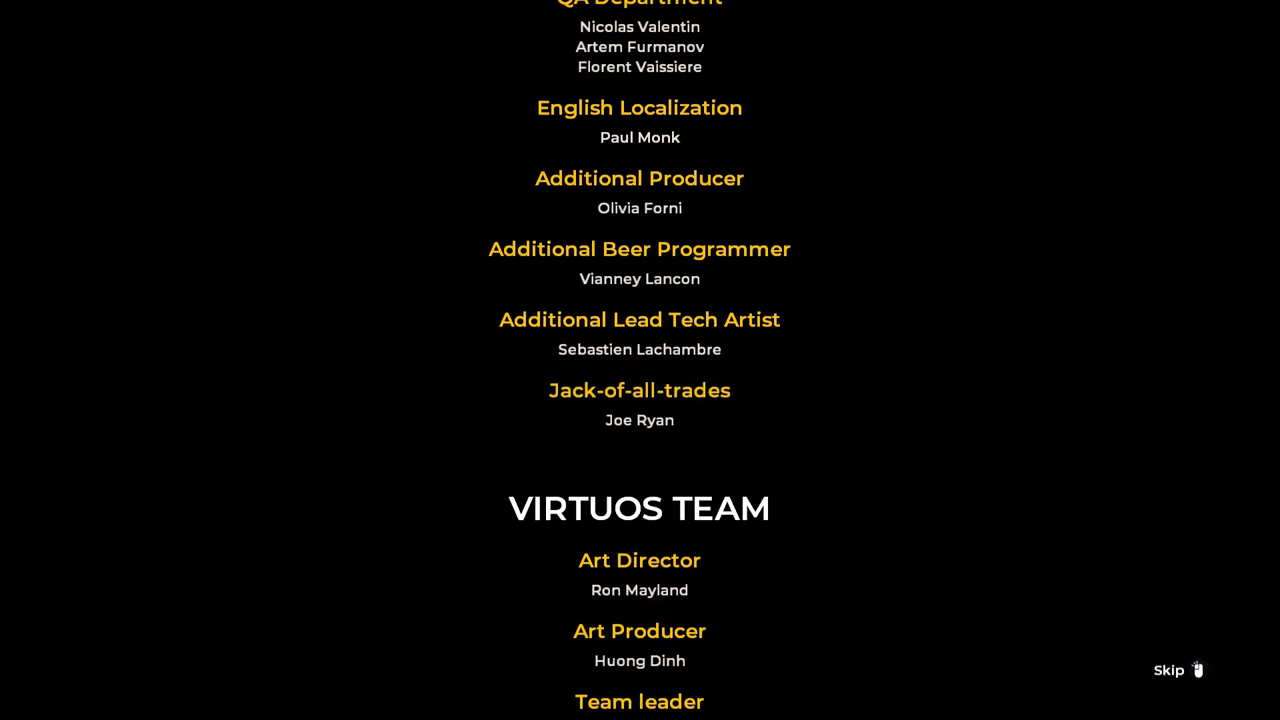 QA Department
Nicolas Valentin
Artem Furmanov
Florent Vaissiere
English Localization
Paul Monk
Additional Producer
Olivia Forni
Additional Beer Programmer
Vianney Lancon
Additional Lead Tech Artist
Sebastien Lachambre
Jack-of-all-trades
Joe Ryan
VIRTUOS TEAM
Art Director
Ron Mayland
Art Producer
Huong Dinh
Skip
Team leader